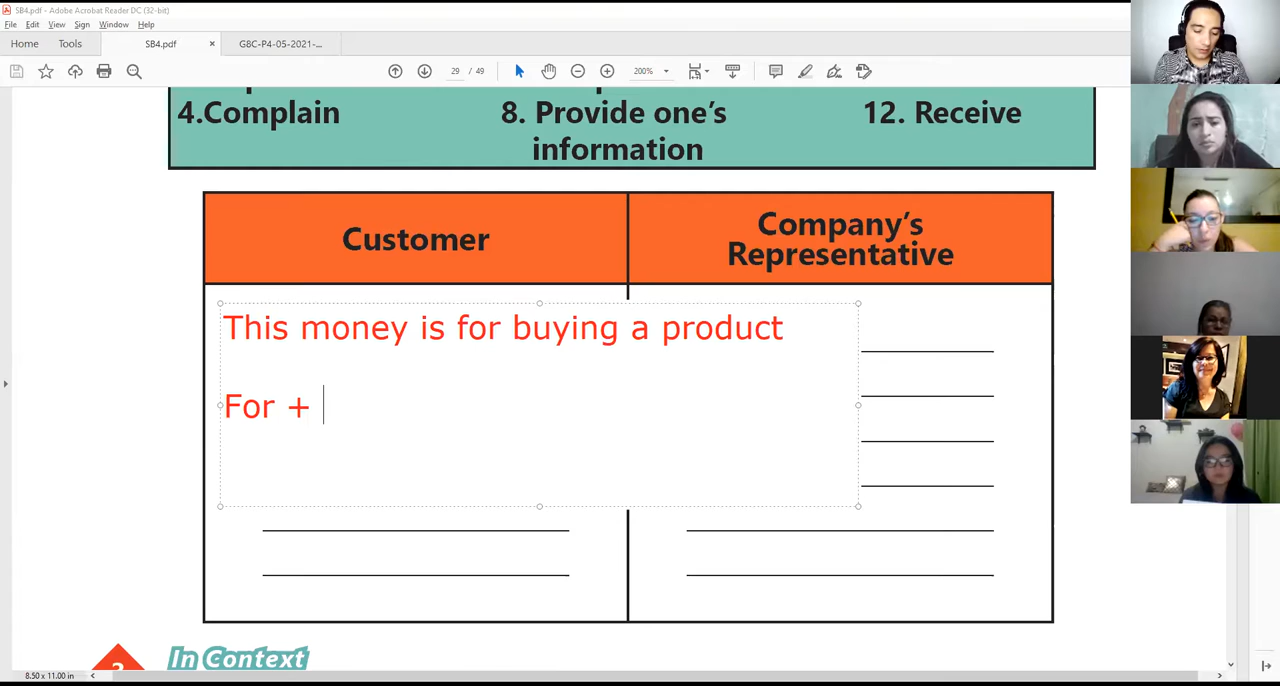 SB4.pdf - Adobe Acrobat Reader DC (32-bit)
File Edit View Sign Window Help
Home Tools SB4.pdf × G8C-P4-05-2021-...
29 / 49 200%
4.Complain 8. Provide one's information 12. Receive
Customer
Company's
Representative
This money is for buying a product
For +
2
In Context
8.50 x 11.00 in